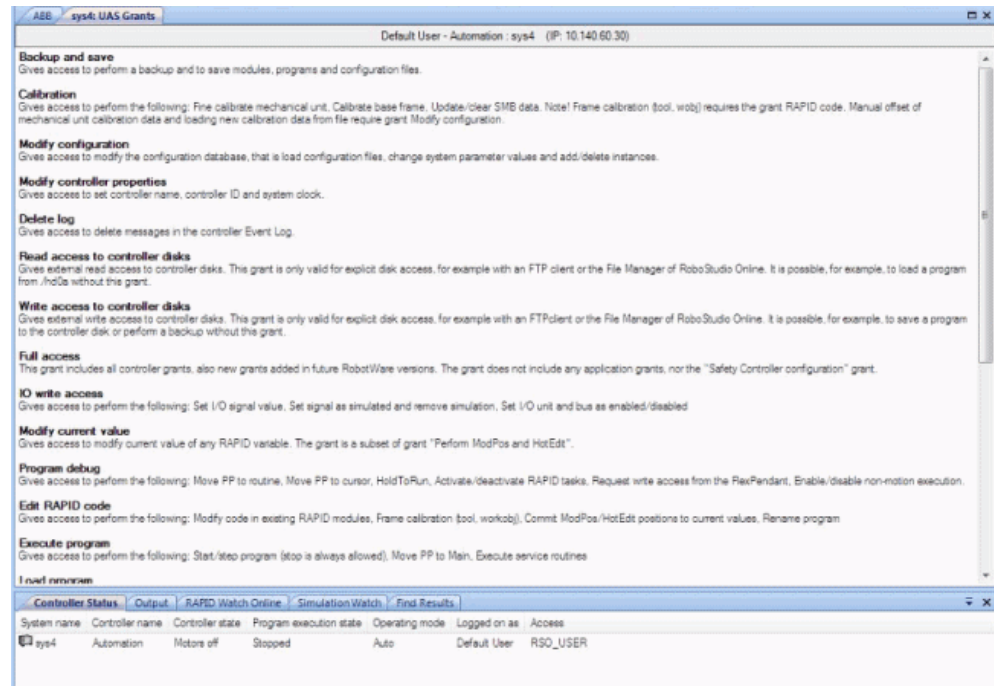 ABB sys4: UAS Grants
Default User - Automation : sys4 (IP: 10.140.60.30)
Backup and save
Gives access to perform a backup and to save modules, programs and configuration files.
Calibration
Gives access to perform the following: Fine calibrate mechanical unit, Calibrate base frame, Update/clear SMB data. Note! Frame calibration (tool, wobj) requires the grant RAPID code. Manual offset of
mechanical unit calibration data and loading new calibration data from file require grant Modify configuration.
Modify configuration
Gives access to modify the configuration database, that is load configuration files, change system parameter values and add/delete instances.
Modify controller properties
Gives access to set controller name, controller ID and system clock.
Delete log
Gives access to delete messages in the controller Event Log.
Read access to controller disks
Gives external read access to controller disks. This grant is only valid for explicit disk access, for example with an FTP client or the File Manager of RoboStudio Online. It is possible, for example, to load a program
from /hd0a without this grant.
Write access to controller disks
Gives external write access to controller disks. This grant is only valid for explicit disk access, for example with an FTPclient or the File Manager of RoboStudio Online. It is possible, for example, to save a program
to the controller disk or perform a backup without this grant.
Full access
This grant includes all controller grants, also new grants added in future RobotWare versions. The grant does not include any application grants, nor the "Safety Controller configuration" grant.
IO write access
Gives access to perform the following: Set I/O signal value, Set signal as simulated and remove simulation, Set I/O unit and bus as enabled/disabled
Modify current value
Gives access to modify current value of any RAPID variable. The grant is a subset of grant "Perform ModPos and HotEdit".
Program debug
Gives access to perform the following: Move PP to routine, Move PP to cursor, HoldToRun, Activate/deactivate RAPID tasks, Request write access from the FlexPendant, Enable/disable non-motion execution.
Edit RAPID code
Gives access to perform the following: Modify code in existing RAPID modules, Frame calibration (tool, workobj), Commit ModPos/HotEdit positions to current values, Rename program
Execute program
Gives access to perform the following: Start/step program (stop is always allowed), Move PP to Main, Execute service routines
Load program
Controller Status Output RAPID Watch Online Simulation Watch Find Results
System name Controller name Controller state Program execution state Operating mode Logged on as Access
sys4 Automation Motors off Stopped Auto Default User RSO_USER